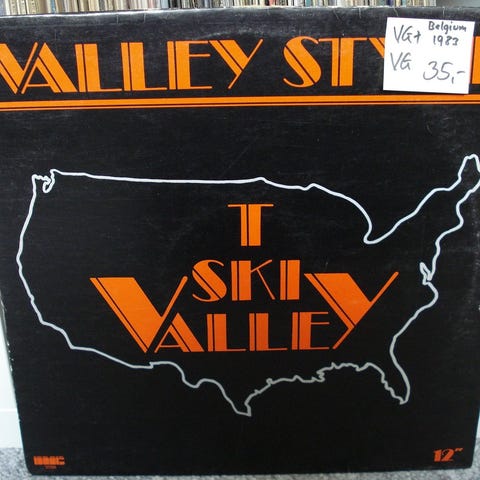 VALLEY STY
VG+ Belgium 1983
VG 35,-
T
SKI
VALLEY
12"